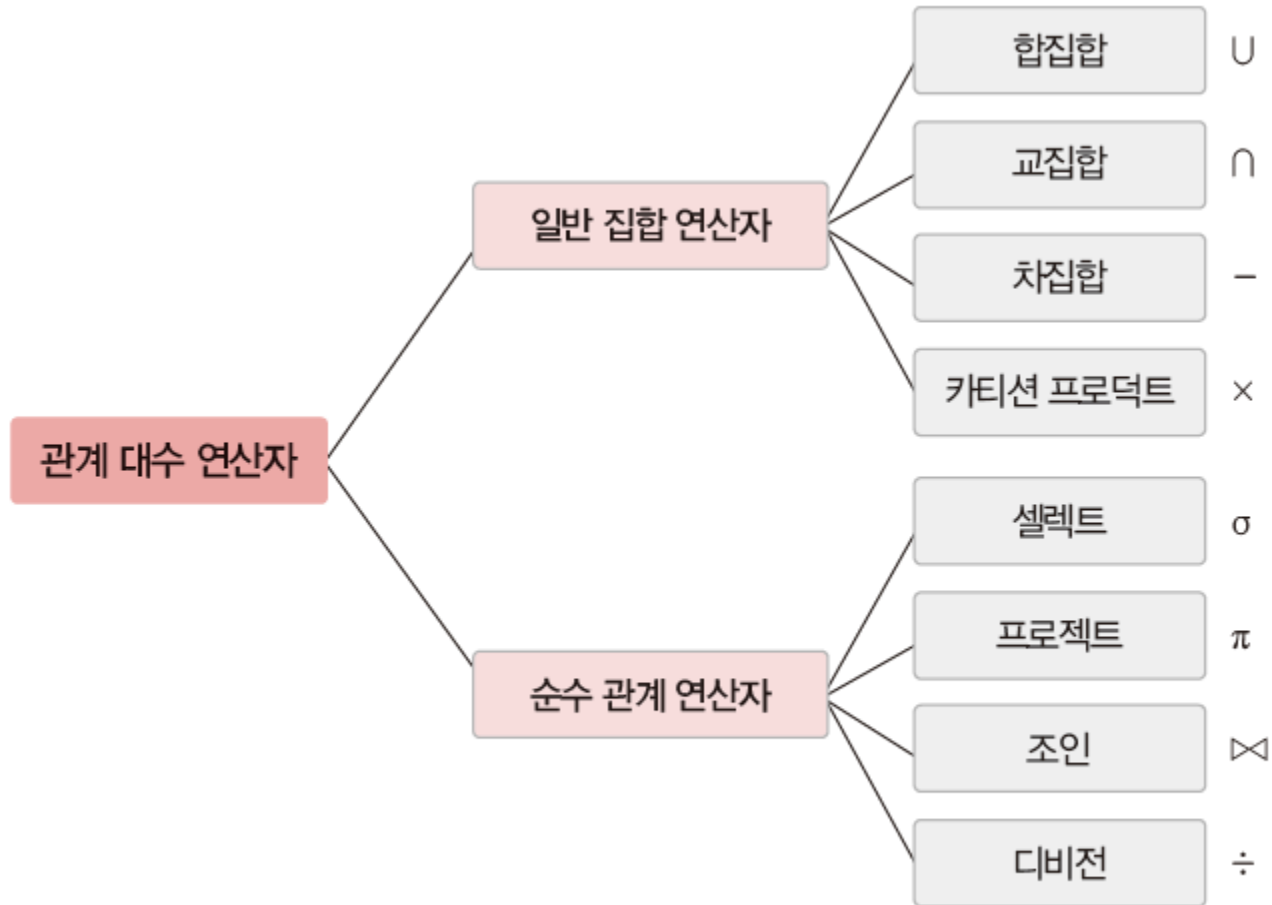 관계 대수 연산자
일반 집합 연산자
합집합 ∪
교집합 ∩
차집합 −
카티션 프로덕트 ×
순수 관계 연산자
셀렉트 σ
프로젝트 π
조인 ⋈
디비전 ÷